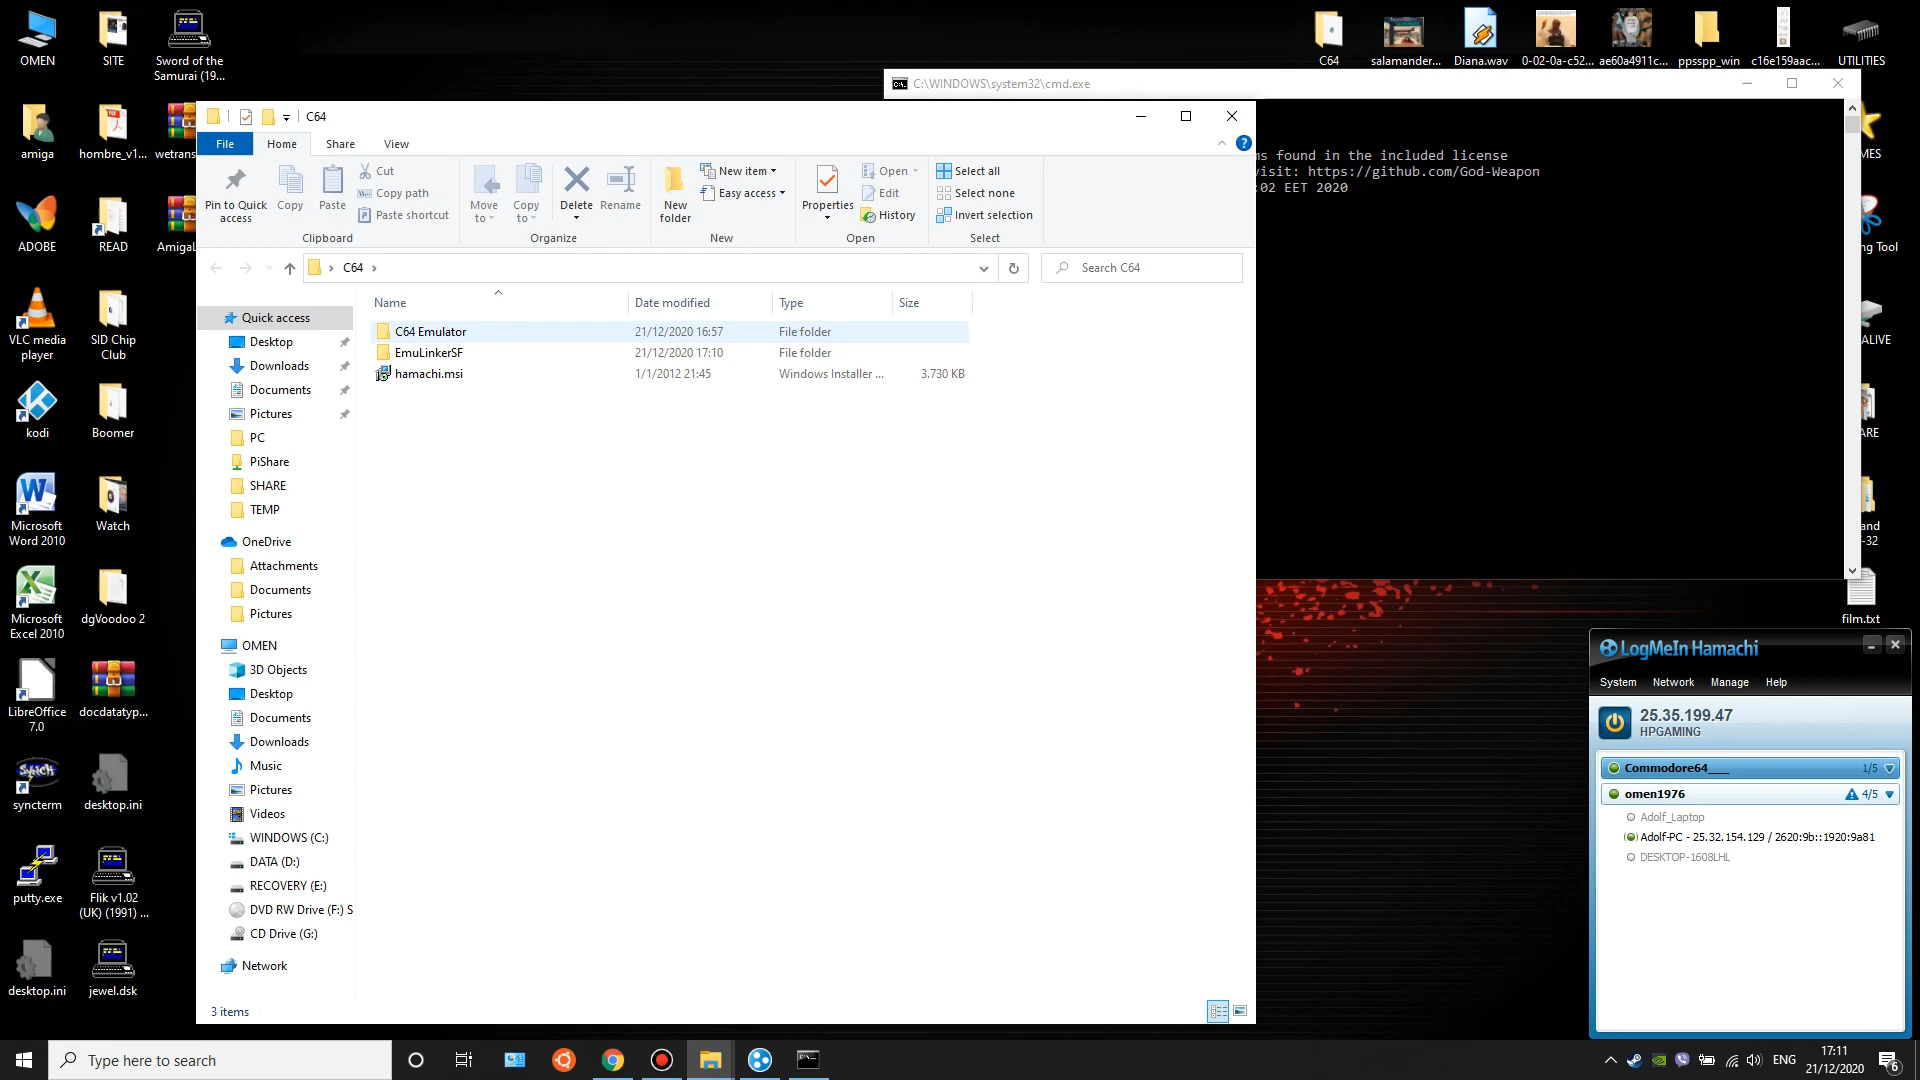 OMEN
SITE
Sword of the
Samurai (19...
amiga
hombre_v1...
wetrans
ADOBE
READ
AmigaL
VLC media
player
SID Chip
Club
kodi
Boomer
Microsoft
Word 2010
Watch
Microsoft
Excel 2010
dgVoodoo 2
LibreOffice
7.0
docdatatyp...
syncterm
desktop.ini
putty.exe
Flik v1.02
(UK) (1991) ...
desktop.ini
jewel.dsk
C64
salamander...
Diana.wav
0-02-0a-c52...
ae60a4911c...
ppsspp_win
c16e159aac...
UTILITIES
MES
ng Tool
ALIVE
ARE
and
-32
film.txt
C:\WINDOWS\system32\cmd.exe
ms found in the included license
visit: https://github.com/God-Weapon
:02 EET 2020
C64
File
Home
Share
View
Pin to Quick
access
Copy
Paste
Cut
Copy path
Paste shortcut
Clipboard
Move
to
Copy
to
Delete
Rename
Organize
New
folder
New item
Easy access
New
Properties
Open
Edit
History
Open
Select all
Select none
Invert selection
Select
C64
Search C64
Name
Date modified
Type
Size
C64 Emulator 21/12/2020 16:57 File folder
EmuLinkerSF 21/12/2020 17:10 File folder
hamachi.msi 1/1/2012 21:45 Windows Installer ... 3.730 KB
Quick access
Desktop
Downloads
Documents
Pictures
PC
PiShare
SHARE
TEMP
OneDrive
Attachments
Documents
Pictures
OMEN
3D Objects
Desktop
Documents
Downloads
Music
Pictures
Videos
WINDOWS (C:)
DATA (D:)
RECOVERY (E:)
DVD RW Drive (F:) S
CD Drive (G:)
Network
3 items
LogMeIn Hamachi
System Network Manage Help
25.35.199.47
HPGAMING
Commodore64___ 1/5
omen1976 4/5
Adolf_Laptop
Adolf-PC - 25.32.154.129 / 2620:9b::1920:9a81
DESKTOP-1608LHL
Type here to search
ENG
17:11
21/12/2020
6